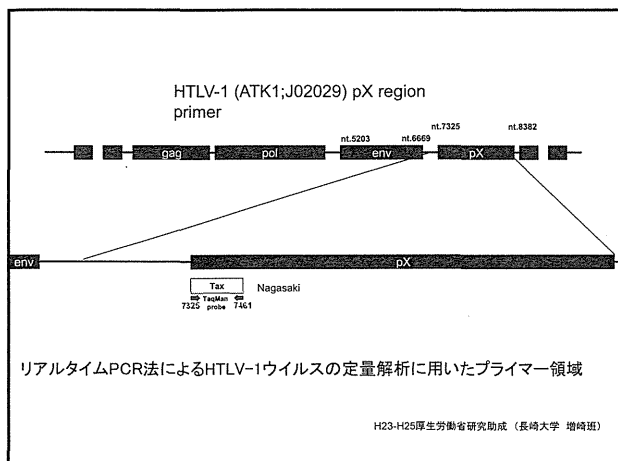 HTLV-1 (ATK1;J02029) pX region
primer
nt.5203 nt.6669 nt.7325 nt.8382
gag pol env pX
env pX
Tax Nagasaki
7325 TaqMan probe 7461
リアルタイムPCR法によるHTLV-1ウイルスの定量解析に用いたプライマー領域
H23-H25厚生労働省研究助成(長崎大学 増崎班)